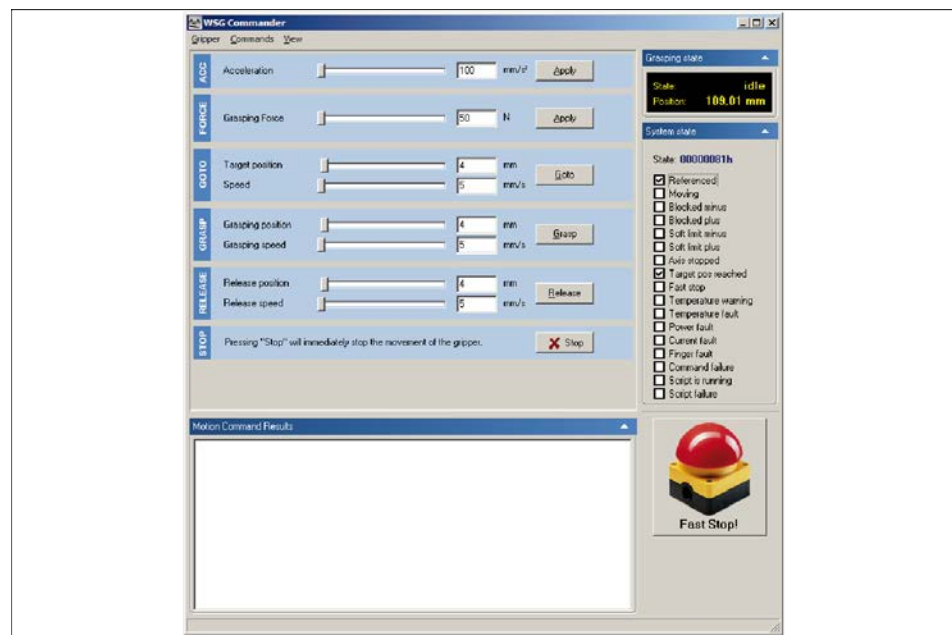 WSG Commander
Gripper Commands View
ACC
Acceleration 100 mm/s² Apply
FORCE
Grasping Force 50 N Apply
GOTO
Target position 4 mm
Speed 5 mm/s
Goto
GRASP
Grasping position 4 mm
Grasping speed 5 mm/s
Grasp
RELEASE
Release position 4 mm
Release speed 5 mm/s
Release
STOP
Pressing "Stop" will immediately stop the movement of the gripper.
Stop
Motion Command Results
Grasping state
State: idle
Position: 109.01 mm
System state
State: 00000081h
Referenced
Moving
Blocked minus
Blocked plus
Soft limit minus
Soft limit plus
Axis stopped
Target pos reached
Fast stop
Temperature warning
Temperature fault
Power fault
Current fault
Finger fault
Command failure
Script is running
Script failure
Fast Stop!